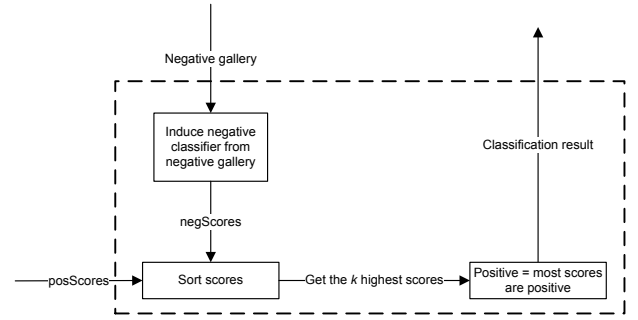 Negative gallery
Induce negative
classifier from
negative gallery
Classification result
negScores
posScores
Sort scores
Get the k highest scores
Positive = most scores
are positive